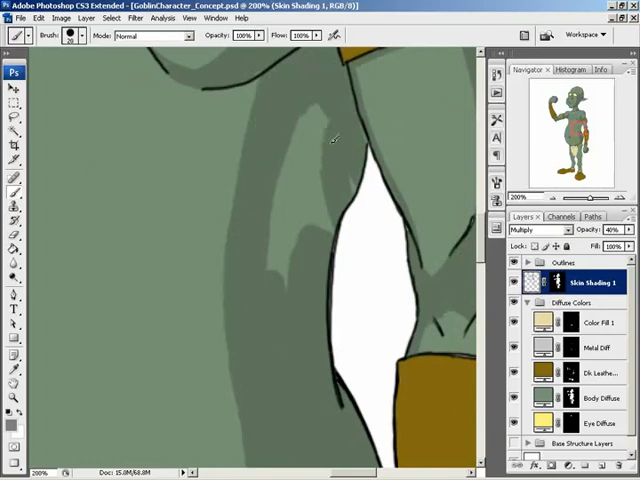 Adobe Photoshop CS3 Extended - [GoblinCharacter_Concept.psd @ 200% (Skin Shading 1, RGB/8)]
File Edit Image Layer Select Filter Analysis View Window Help
Brush: 20 Mode: Normal Opacity: 100% Flow: 100% Workspace
Ps
Navigator Histogram Info
200%
Layers Channels Paths
Multiply Opacity: 40%
Lock: Fill: 100%
Outlines
Skin Shading 1
Diffuse Colors
Color Fill 1
Metal Diff
Dk Leathe...
Body Diffuse
Eye Diffuse
Base Structure Layers
200% Doc: 15.0M/68.8M